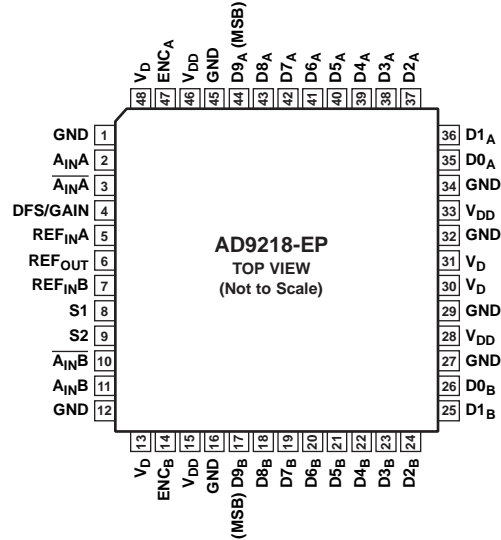 48 V_D
47 ENC_A
46 V_DD
45 GND
44 D9_A (MSB)
43 D8_A
42 D7_A
41 D6_A
40 D5_A
39 D4_A
38 D3_A
37 D2_A
GND 1
A_INA 2
A̅_̅I̅N̅A̅ 3
DFS/GAIN 4
REF_INA 5
REF_OUT 6
REF_INB 7
S1 8
S2 9
A̅_̅I̅N̅B̅ 10
A_INB 11
GND 12
AD9218-EP
TOP VIEW
(Not to Scale)
36 D1_A
35 D0_A
34 GND
33 V_DD
32 GND
31 V_D
30 V_D
29 GND
28 V_DD
27 GND
26 D0_B
25 D1_B
13 V_D
14 ENC_B
15 V_DD
16 GND
17 (MSB) D9_B
18 D8_B
19 D7_B
20 D6_B
21 D5_B
22 D4_B
23 D3_B
24 D2_B